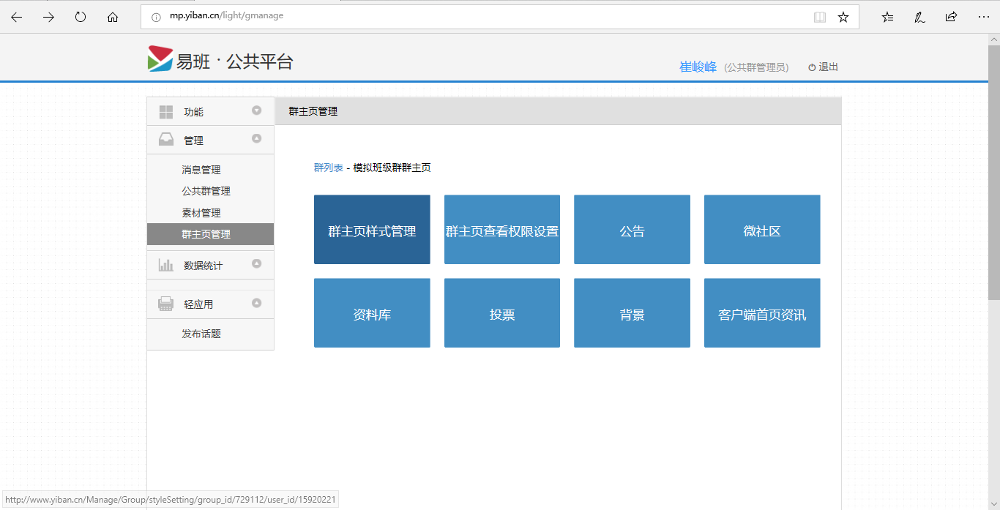 mp.yiban.cn/light/gmanage
易班·公共平台
崔峻峰 (公共群管理员) 退出
功能
管理
消息管理
公共群管理
素材管理
群主页管理
数据统计
轻应用
发布话题
群主页管理
群列表 - 模拟班级群群主页
群主页样式管理 群主页查看权限设置 公告 微社区
资料库 投票 背景 客户端首页资讯
http://www.yiban.cn/Manage/Group/styleSetting/group_id/729112/user_id/15920221